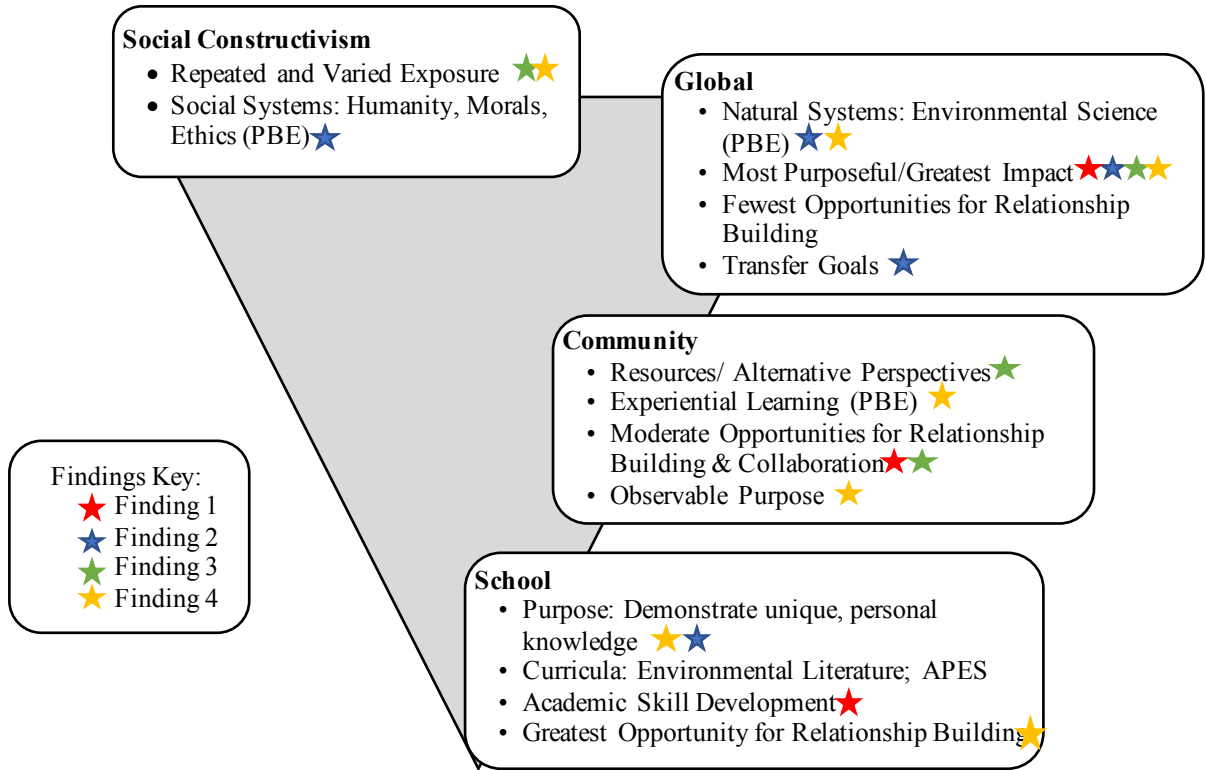 Social Constructivism
• Repeated and Varied Exposure
• Social Systems: Humanity, Morals,
Ethics (PBE)
Global
• Natural Systems: Environmental Science
(PBE)
• Most Purposeful/Greatest Impact
• Fewest Opportunities for Relationship
Building
• Transfer Goals
Community
• Resources/ Alternative Perspectives
• Experiential Learning (PBE)
• Moderate Opportunities for Relationship
Building & Collaboration
• Observable Purpose
Findings Key:
Finding 1
Finding 2
Finding 3
Finding 4
School
• Purpose: Demonstrate unique, personal
knowledge
• Curricula: Environmental Literature; APES
• Academic Skill Development
• Greatest Opportunity for Relationship Building